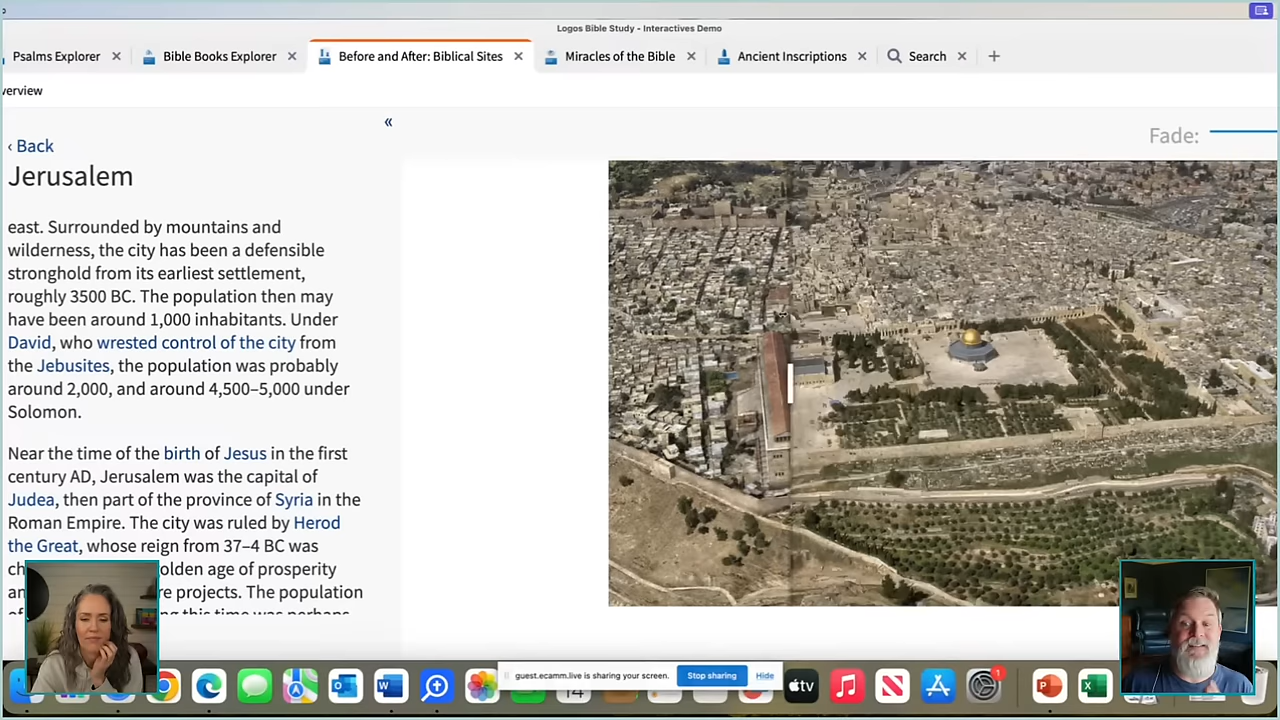 Logos Bible Study - Interactives Demo
Psalms Explorer
Bible Books Explorer
Before and After: Biblical Sites
Miracles of the Bible
Ancient Inscriptions
Search
verview
«
‹ Back
Fade:
Jerusalem
east. Surrounded by mountains and
wilderness, the city has been a defensible
stronghold from its earliest settlement,
roughly 3500 BC. The population then may
have been around 1,000 inhabitants. Under
David, who wrested control of the city from
the Jebusites, the population was probably
around 2,000, and around 4,500–5,000 under
Solomon.
Near the time of the birth of Jesus in the first
century AD, Jerusalem was the capital of
Judea, then part of the province of Syria in the
Roman Empire. The city was ruled by Herod
the Great, whose reign from 37–4 BC was
olden age of prosperity
re projects. The population
this time was perhaps
guest.ecamm.live is sharing your screen.
Stop sharing
Hide
14
tv
1